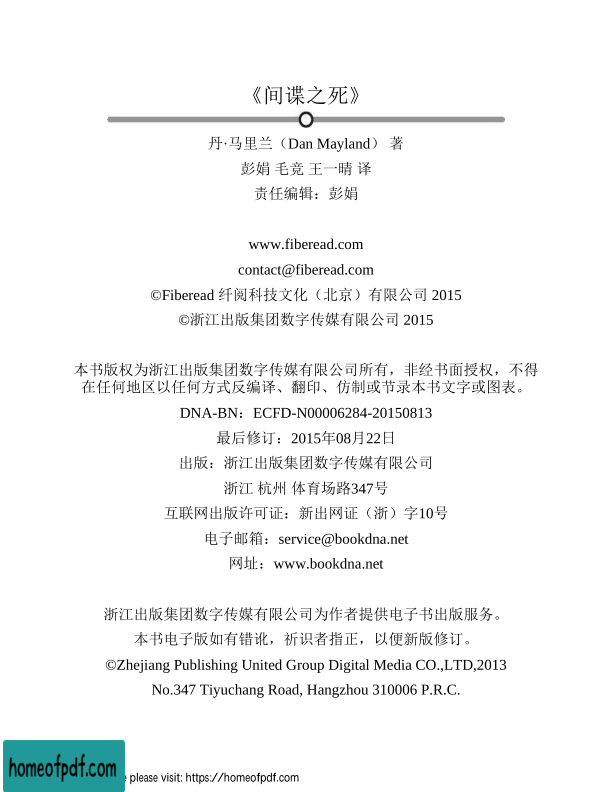 《间谍之死》
丹·马里兰（Dan Mayland） 著
彭娟 毛竞 王一晴 译
责任编辑：彭娟
www.fiberead.com
contact@fiberead.com
©Fiberead 纤阅科技文化（北京）有限公司 2015
©浙江出版集团数字传媒有限公司 2015
本书版权为浙江出版集团数字传媒有限公司所有，非经书面授权，不得
在任何地区以任何方式反编译、翻印、仿制或节录本书文字或图表。
DNA-BN：ECFD-N00006284-20150813
最后修订：2015年08月22日
出版：浙江出版集团数字传媒有限公司
浙江 杭州 体育场路347号
互联网出版许可证：新出网证（浙）字10号
电子邮箱：service@bookdna.net
网址：www.bookdna.net
浙江出版集团数字传媒有限公司为作者提供电子书出版服务。
本书电子版如有错讹，祈识者指正，以便新版修订。
©Zhejiang Publishing United Group Digital Media CO.,LTD,2013
No.347 Tiyuchang Road, Hangzhou 310006 P.R.C.
homeofpdf.com
please visit: https://homeofpdf.com